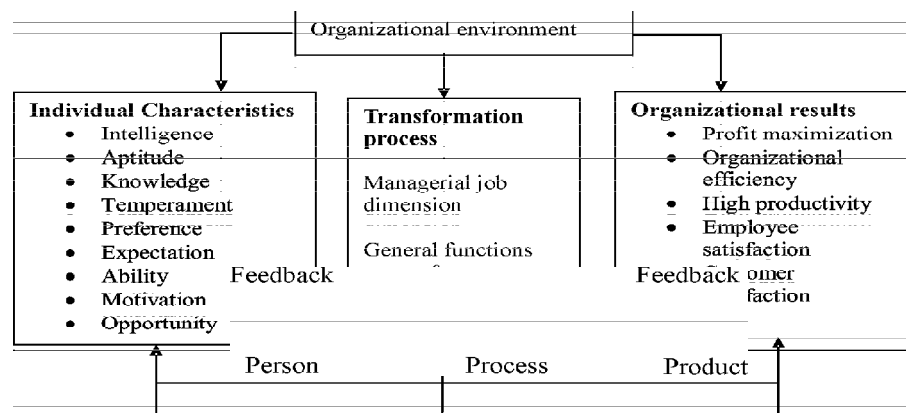 Organizational environment
Individual Characteristics
Intelligence
Aptitude
Knowledge
Temperament
Preference
Expectation
Ability
Motivation
Opportunity
Transformation
process
Managerial job
dimension
General functions
Organizational results
Profit maximization
Organizational
efficiency
High productivity
Employee
satisfaction
Feedback
Feedback
Person
Process
Product